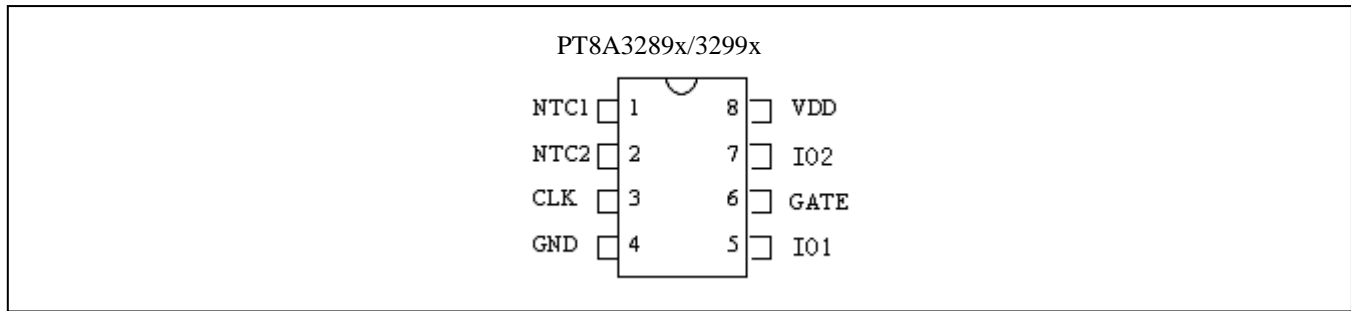 PT8A3289x/3299x
NTC1 1 8 VDD
NTC2 2 7 IO2
CLK 3 6 GATE
GND 4 5 IO1